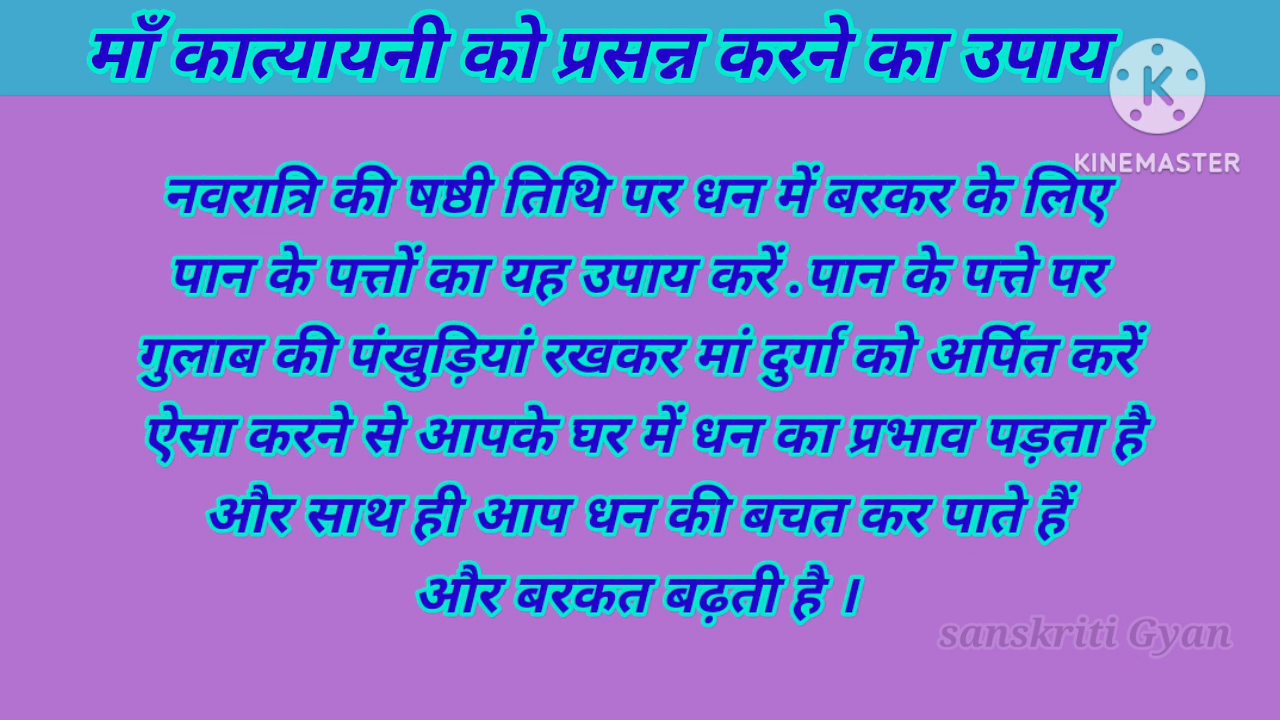 माँ कात्यायनी को प्रसन्न करने का उपाय
K
KINEMASTER
नवरात्रि की षष्ठी तिथि पर धन में बरकर के लिए
पान के पत्तों का यह उपाय करें.पान के पत्ते पर
गुलाब की पंखुड़ियां रखकर मां दुर्गा को अर्पित करें
ऐसा करने से आपके घर में धन का प्रभाव पड़ता है
और साथ ही आप धन की बचत कर पाते हैं
और बरकत बढ़ती है ।
sanskriti Gyan